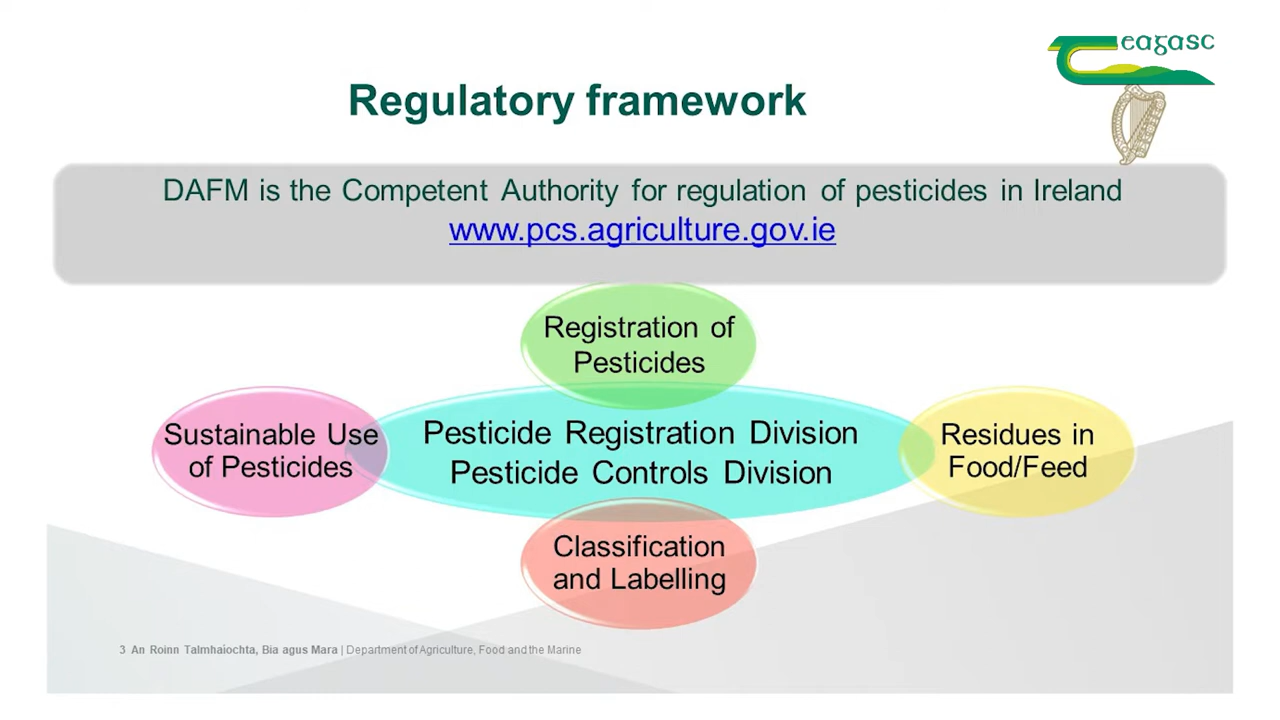 eagasc
Regulatory framework
DAFM is the Competent Authority for regulation of pesticides in Ireland
www.pcs.agriculture.gov.ie
Registration of
Pesticides
Sustainable Use
of Pesticides
Pesticide Registration Division
Pesticide Controls Division
Residues in
Food/Feed
Classification
and Labelling
3 An Roinn Talmhaíochta, Bia agus Mara | Department of Agriculture, Food and the Marine